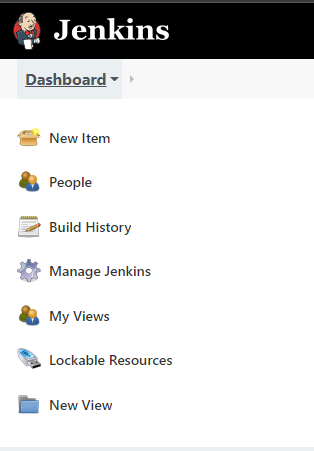 Jenkins
Dashboard
New Item
People
Build History
Manage Jenkins
My Views
Lockable Resources
New View